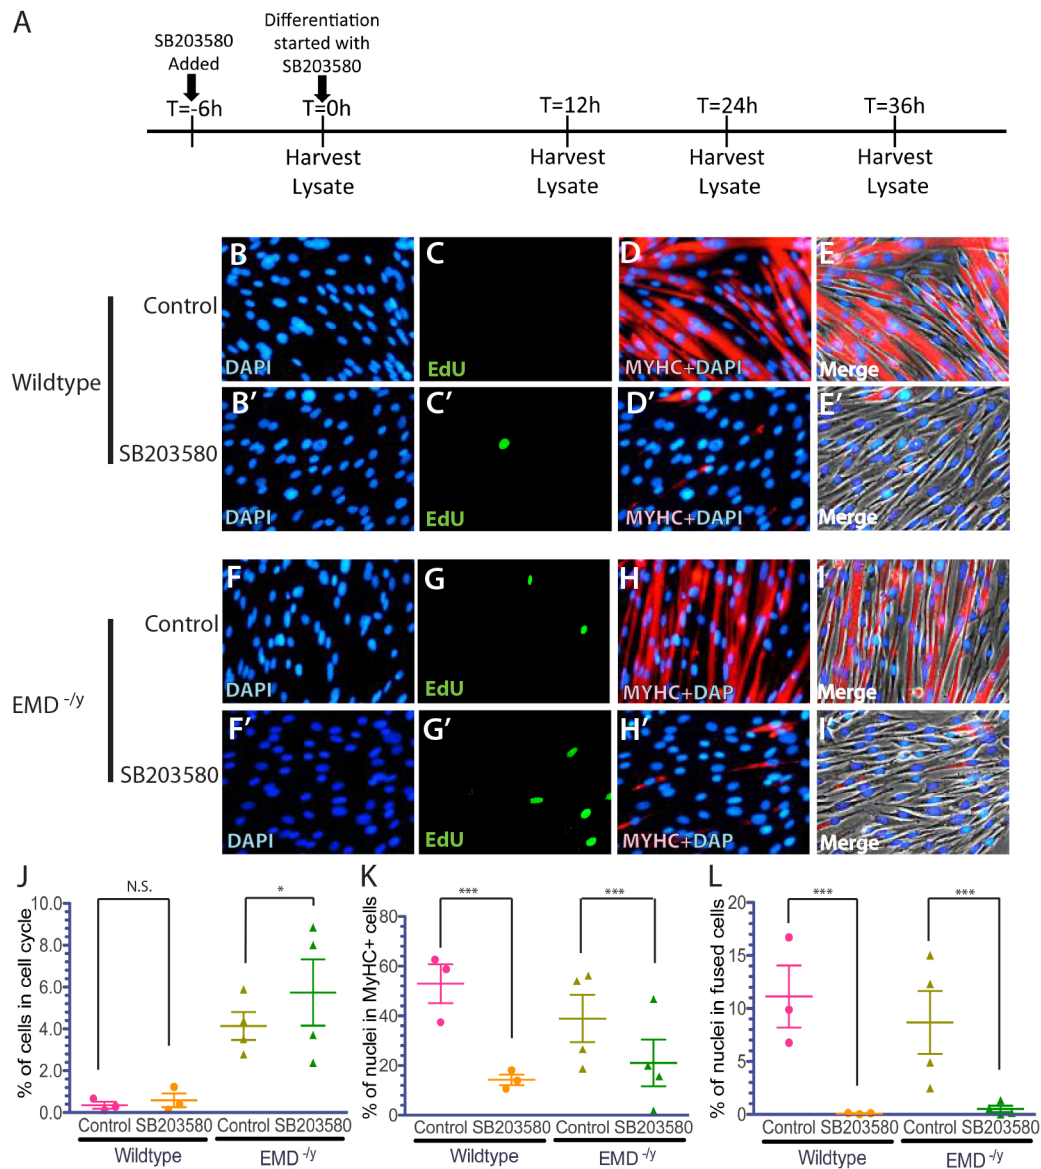 A
SB203580
Added
Differentiation
started with
SB203580
T=-6h
T=0h
T=12h
T=24h
T=36h
Harvest
Lysate
Harvest
Lysate
Harvest
Lysate
Harvest
Lysate
Wildtype
Control
B
DAPI
C
EdU
D
MYHC+DAPI
E
Merge
SB203580
B′
DAPI
C′
EdU
D′
MYHC+DAPI
E′
Merge
EMD -/y
Control
F
DAPI
G
EdU
H
MYHC+DAP
I
Merge
SB203580
F′
DAPI
G′
EdU
H′
MYHC+DAP
I′
Merge
J
N.S.
*
% of cells in cell cycle
10.0
8.0
6.0
4.0
2.0
0.0
Control SB203580
Control SB203580
Wildtype
EMD -/y
K
***
***
% of nuclei in MyHC+ cells
80
60
40
20
0
Control SB203580
Control SB203580
Wildtype
EMD -/y
L
***
***
% of nuclei in fused cells
20
15
10
5
0
Control SB203580
Control SB203580
Wildtype
EMD -/y